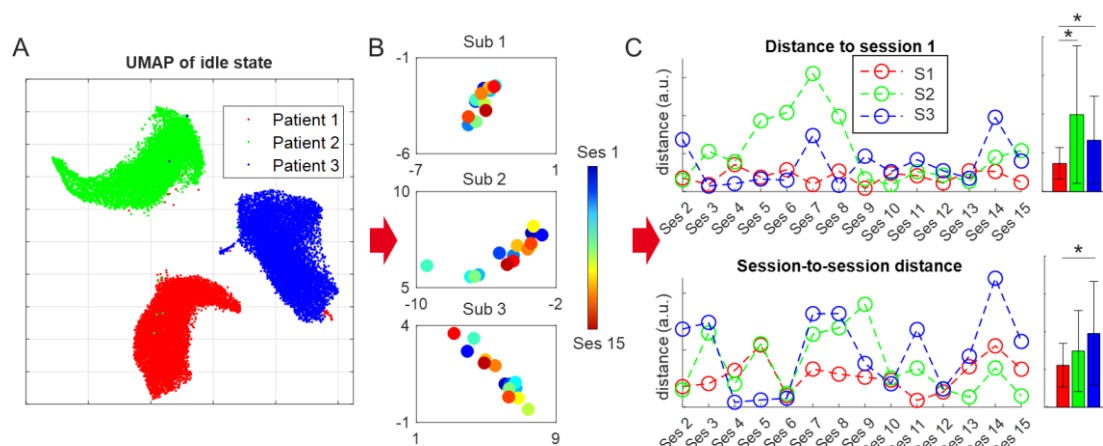 A
UMAP of idle state
Patient 1
Patient 2
Patient 3
B
Sub 1
-1
-6
-7
1
Sub 2
10
5
-10
-2
Sub 3
4
-1
1
9
Ses 1
Ses 15
C
Distance to session 1
distance (a.u.)
S1
S2
S3
Ses 2
Ses 3
Ses 4
Ses 5
Ses 6
Ses 7
Ses 8
Ses 9
Ses 10
Ses 11
Ses 12
Ses 13
Ses 14
Ses 15
*
*
Session-to-session distance
distance (a.u.)
Ses 2
Ses 3
Ses 4
Ses 5
Ses 6
Ses 7
Ses 8
Ses 9
Ses 10
Ses 11
Ses 12
Ses 13
Ses 14
Ses 15
*